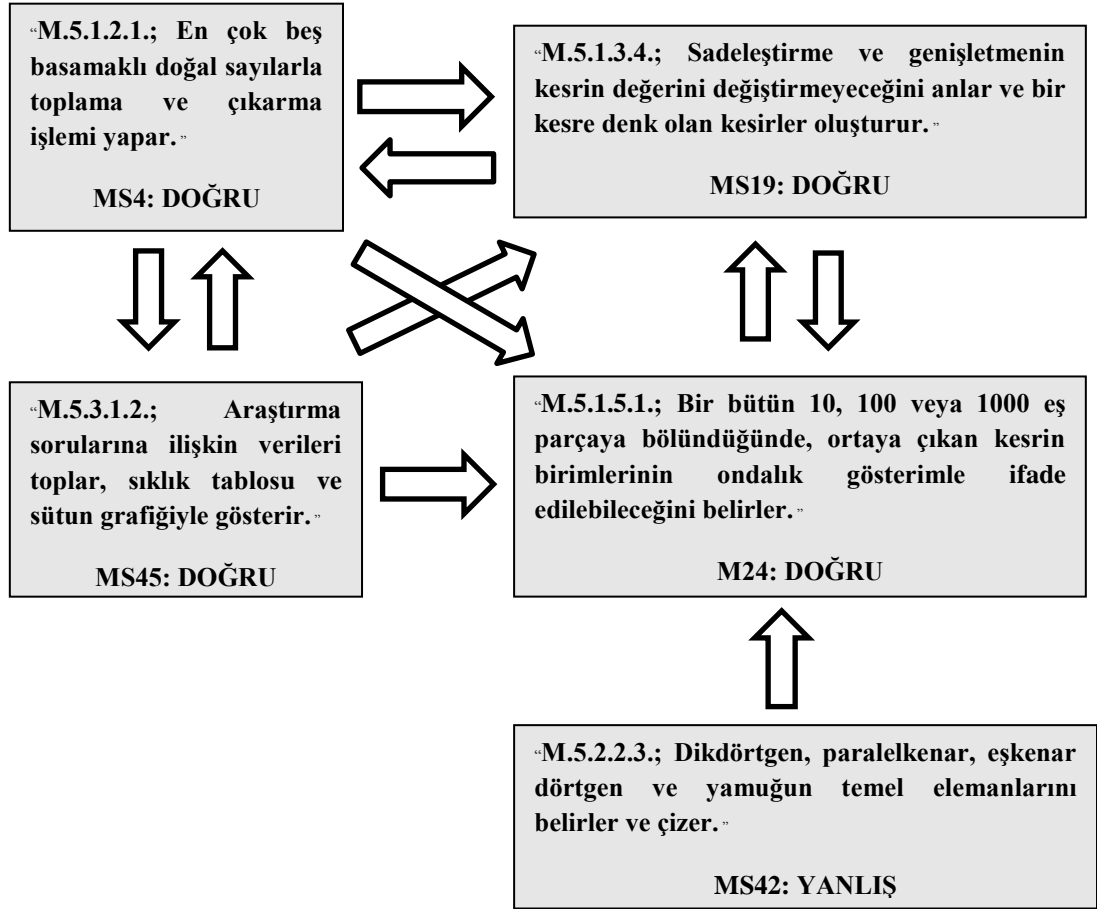 “M.5.1.2.1.; En çok beş
basamaklı doğal sayılarla
toplama ve çıkarma
işlemi yapar.”
MS4: DOĞRU
“M.5.1.3.4.; Sadeleştirme ve genişletmenin
kesrin değerini değiştirmeyeceğini anlar ve bir
kesre denk olan kesirler oluşturur.”
MS19: DOĞRU
“M.5.3.1.2.; Araştırma
sorularına ilişkin verileri
toplar, sıklık tablosu ve
sütun grafiğiyle gösterir.”
MS45: DOĞRU
“M.5.1.5.1.; Bir bütün 10, 100 veya 1000 eş
parçaya bölündüğünde, ortaya çıkan kesrin
birimlerinin ondalık gösterimle ifade
edilebileceğini belirler.”
M24: DOĞRU
“M.5.2.2.3.; Dikdörtgen, paralelkenar, eşkenar
dörtgen ve yamuğun temel elemanlarını
belirler ve çizer.”
MS42: YANLIŞ